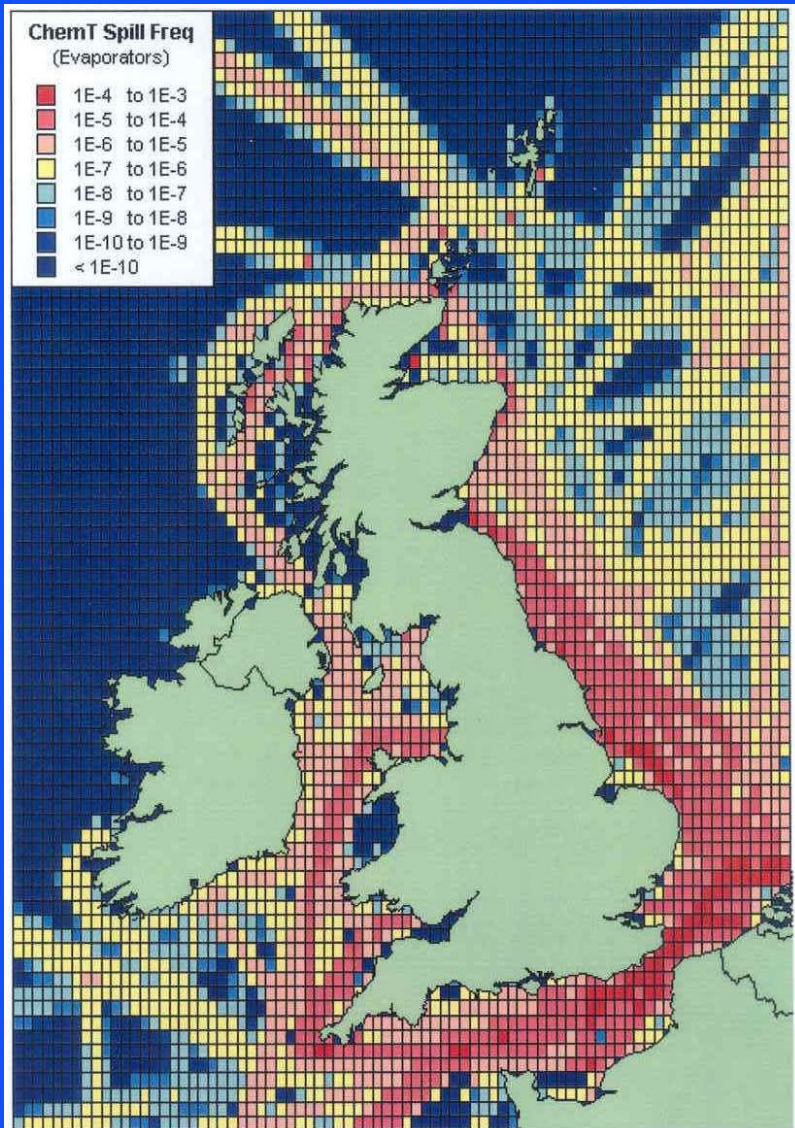 ChemT Spill Freq
(Evaporators)
1E-4 to 1E-3
1E-5 to 1E-4
1E-6 to 1E-5
1E-7 to 1E-6
1E-8 to 1E-7
1E-9 to 1E-8
1E-10 to 1E-9
< 1E-10